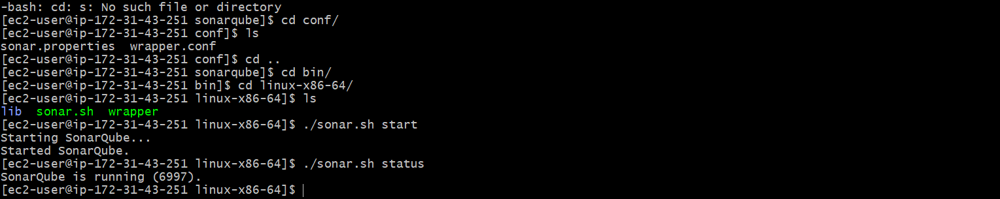 -bash: cd: s: No such file or directory
[ec2-user@ip-172-31-43-251 sonarqube]$ cd conf/
[ec2-user@ip-172-31-43-251 conf]$ ls
sonar.properties  wrapper.conf
[ec2-user@ip-172-31-43-251 conf]$ cd ..
[ec2-user@ip-172-31-43-251 sonarqube]$ cd bin/
[ec2-user@ip-172-31-43-251 bin]$ cd linux-x86-64/
[ec2-user@ip-172-31-43-251 linux-x86-64]$ ls
lib  sonar.sh  wrapper
[ec2-user@ip-172-31-43-251 linux-x86-64]$ ./sonar.sh start
Starting SonarQube...
Started SonarQube.
[ec2-user@ip-172-31-43-251 linux-x86-64]$ ./sonar.sh status
SonarQube is running (6997).
[ec2-user@ip-172-31-43-251 linux-x86-64]$